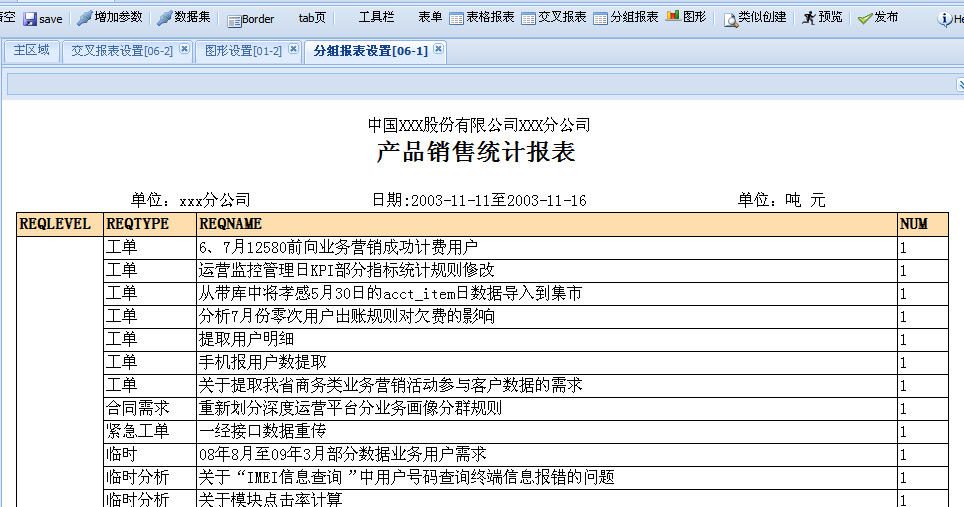 空 save 增加参数 数据集 Border tab页 工具栏 表单 表格报表 交叉报表 分组报表 图形 类似创建 预览 发布 He
主区域 交叉报表设置[06-2] 图形设置[01-2] 分组报表设置[06-1]
中国XXX股份有限公司XXX分公司
产品销售统计报表
单位: xxx分公司 日期:2003-11-11至2003-11-16 单位: 吨 元
REQLEVEL REQTYPE REQNAME NUM
工单 6、7月12580前向业务营销成功计费用户 1
工单 运营监控管理日KPI部分指标统计规则修改 1
工单 从带库中将孝感5月30日的acct_item日数据导入到集市 1
工单 分析7月份零次用户出账规则对欠费的影响 1
工单 提取用户明细 1
工单 手机报用户数提取 1
工单 关于提取我省商务类业务营销活动参与客户数据的需求 1
合同需求 重新划分深度运营平台分业务画像分群规则 1
紧急工单 一经接口数据重传 1
临时 08年8月至09年3月部分数据业务用户需求 1
临时分析 关于“IMEI信息查询 ”中用户号码查询终端信息报错的问题 1
临时分析 关于模块点击率计算 1